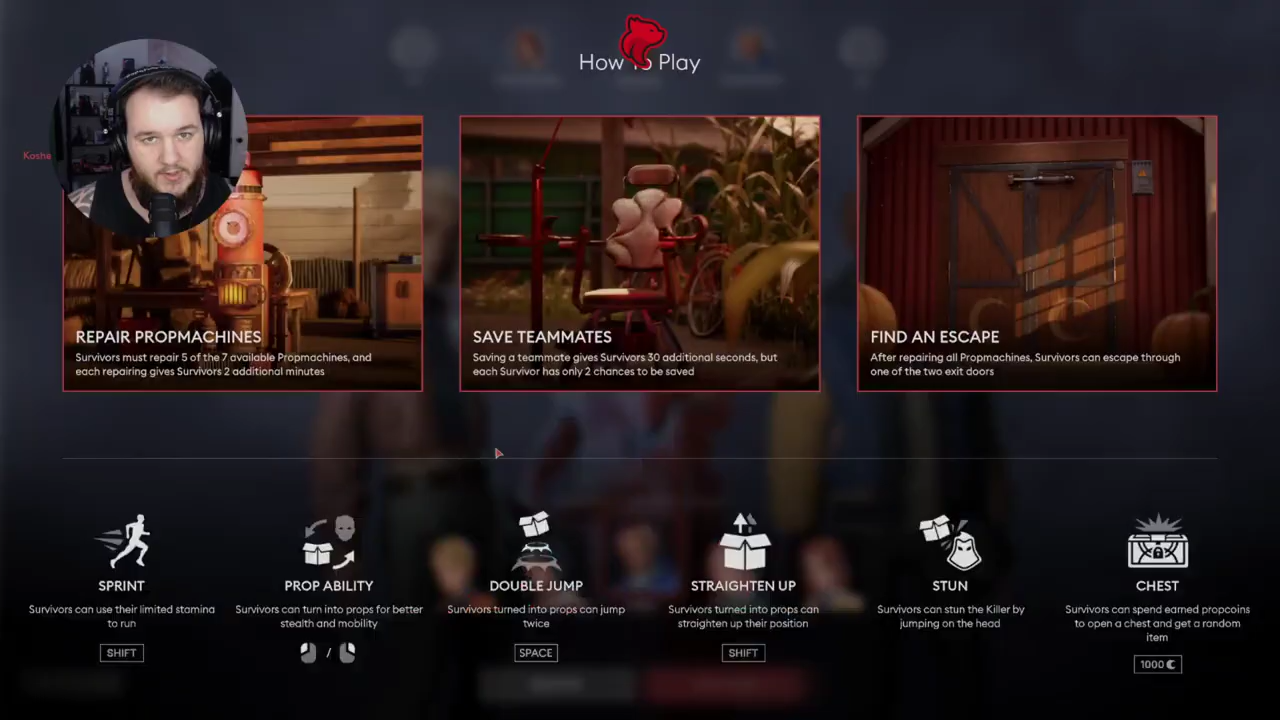 How To Play
Koshe
REPAIR PROPMACHINES
Survivors must repair 5 of the 7 available Propmachines, and
each repairing gives Survivors 2 additional minutes
SAVE TEAMMATES
Saving a teammate gives Survivors 30 additional seconds, but
each Survivor has only 2 chances to be saved
FIND AN ESCAPE
After repairing all Propmachines, Survivors can escape through
one of the two exit doors
SPRINT
Survivors can use their limited stamina
to run
SHIFT
PROP ABILITY
Survivors can turn into props for better
stealth and mobility
/
DOUBLE JUMP
Survivors turned into props can jump
twice
SPACE
STRAIGHTEN UP
Survivors turned into props can
straighten up their position
SHIFT
STUN
Survivors can stun the Killer by
jumping on the head
CHEST
Survivors can spend earned propcoins
to open a chest and get a random
item
1000